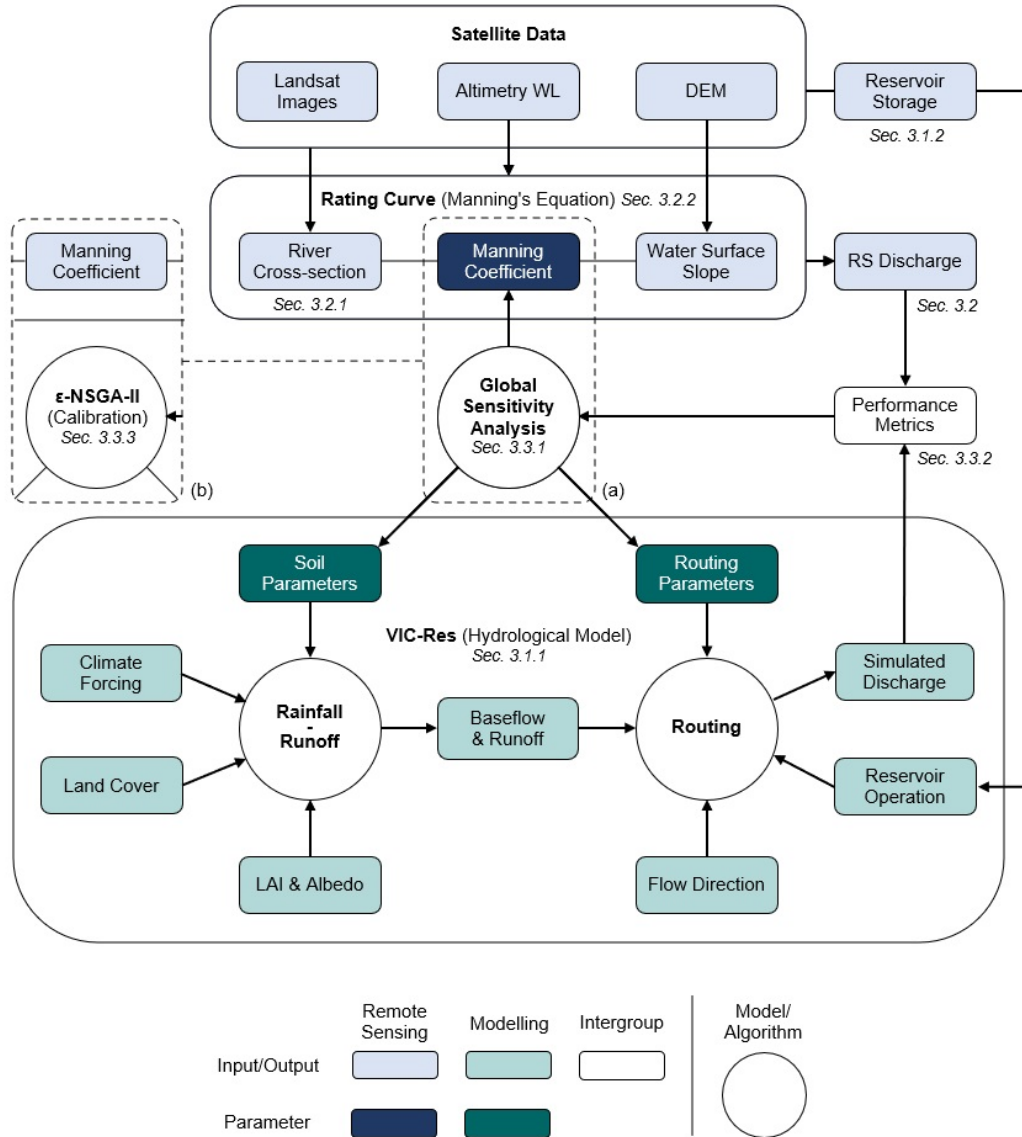 Satellite Data
Landsat
Images
Altimetry WL
DEM
Reservoir
Storage
Sec. 3.1.2
Rating Curve (Manning's Equation) Sec. 3.2.2
Manning
Coefficient
River
Cross-section
Sec. 3.2.1
Manning
Coefficient
Water Surface
Slope
RS Discharge
Sec. 3.2
ε-NSGA-II
(Calibration)
Sec. 3.3.3
(b)
Global
Sensitivity
Analysis
Sec. 3.3.1
(a)
Performance
Metrics
Sec. 3.3.2
Soil
Parameters
Routing
Parameters
VIC-Res (Hydrological Model)
Sec. 3.1.1
Climate
Forcing
Land Cover
Rainfall
-
Runoff
Baseflow
& Runoff
Routing
Simulated
Discharge
Reservoir
Operation
LAI & Albedo
Flow Direction
Remote
Sensing
Modelling
Intergroup
Model/
Algorithm
Input/Output
Parameter